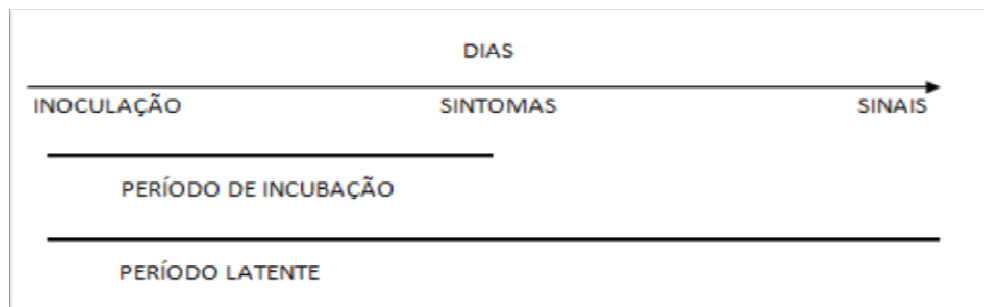 DIAS
INOCULAÇÃO SINTOMAS SINAIS
PERÍODO DE INCUBAÇÃO
PERÍODO LATENTE